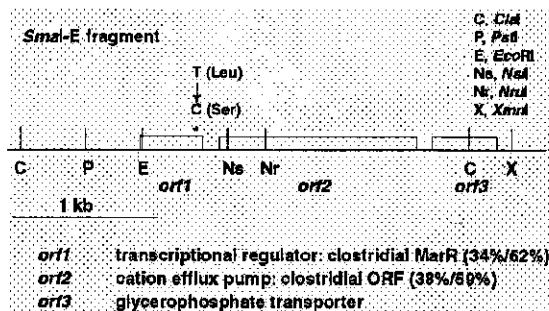 SmaI-E fragment
C, ClaI
P, PstI
E, EcoRI
Ns, NsiI
Nr, NruI
X, XmnI
T (Leu)
C (Ser)
*
C P E Ns Nr C X
orf1 orf2 orf3
1 kb
orf1 transcriptional regulator: clostridial MarR (34%/62%)
orf2 cation efflux pump: clostridial ORF (38%/59%)
orf3 glycerophosphate transporter